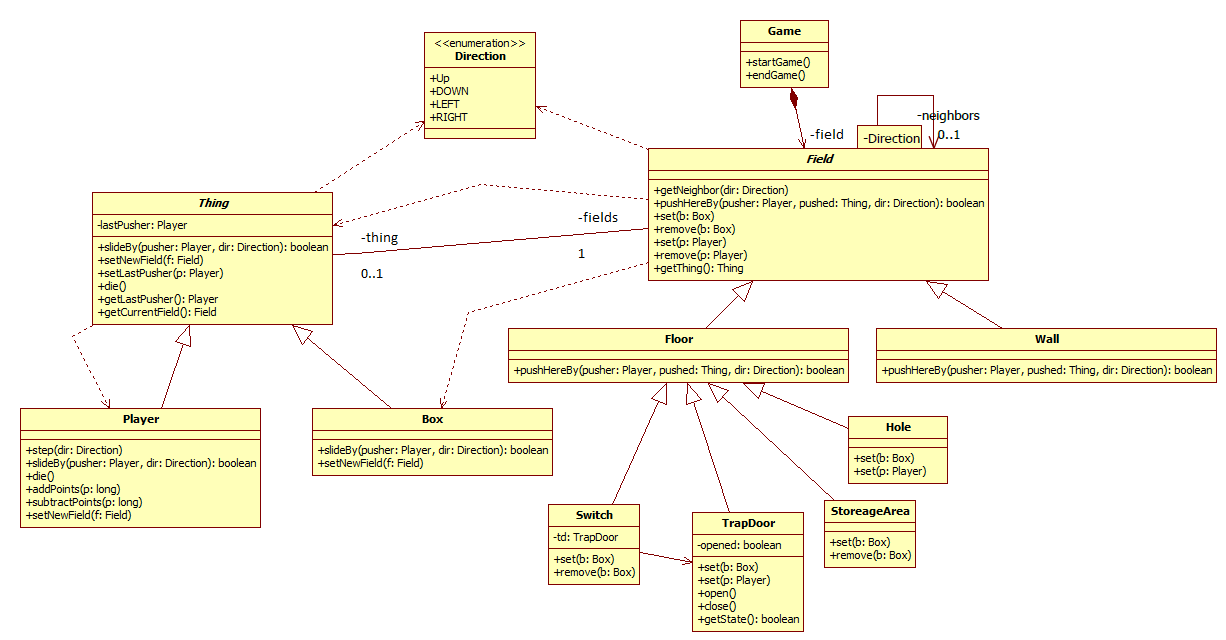 <<enumeration>>
Direction
+Up
+DOWN
+LEFT
+RIGHT
Game
+startGame()
+endGame()
-field
-neighbors
-Direction
0..1
Field
+getNeighbor(dir: Direction)
+pushHereBy(pusher: Player, pushed: Thing, dir: Direction): boolean
+set(b: Box)
+remove(b: Box)
+set(p: Player)
+remove(p: Player)
+getThing(): Thing
Thing
-lastPusher: Player
+slideBy(pusher: Player, dir: Direction): boolean
+setNewField(f: Field)
+setLastPusher(p: Player)
+die()
+getLastPusher(): Player
+getCurrentField(): Field
-thing
0..1
-fields
1
Floor
+pushHereBy(pusher: Player, pushed: Thing, dir: Direction): boolean
Wall
+pushHereBy(pusher: Player, pushed: Thing, dir: Direction): boolean
Player
+step(dir: Direction)
+slideBy(pusher: Player, dir: Direction): boolean
+die()
+addPoints(p: long)
+subtractPoints(p: long)
+setNewField(f: Field)
Box
+slideBy(pusher: Player, dir: Direction): boolean
+setNewField(f: Field)
Hole
+set(b: Box)
+set(p: Player)
Switch
-td: TrapDoor
+set(b: Box)
+remove(b: Box)
TrapDoor
-opened: boolean
+set(b: Box)
+set(p: Player)
+open()
+close()
+getState(): boolean
StoreageArea
+set(b: Box)
+remove(b: Box)